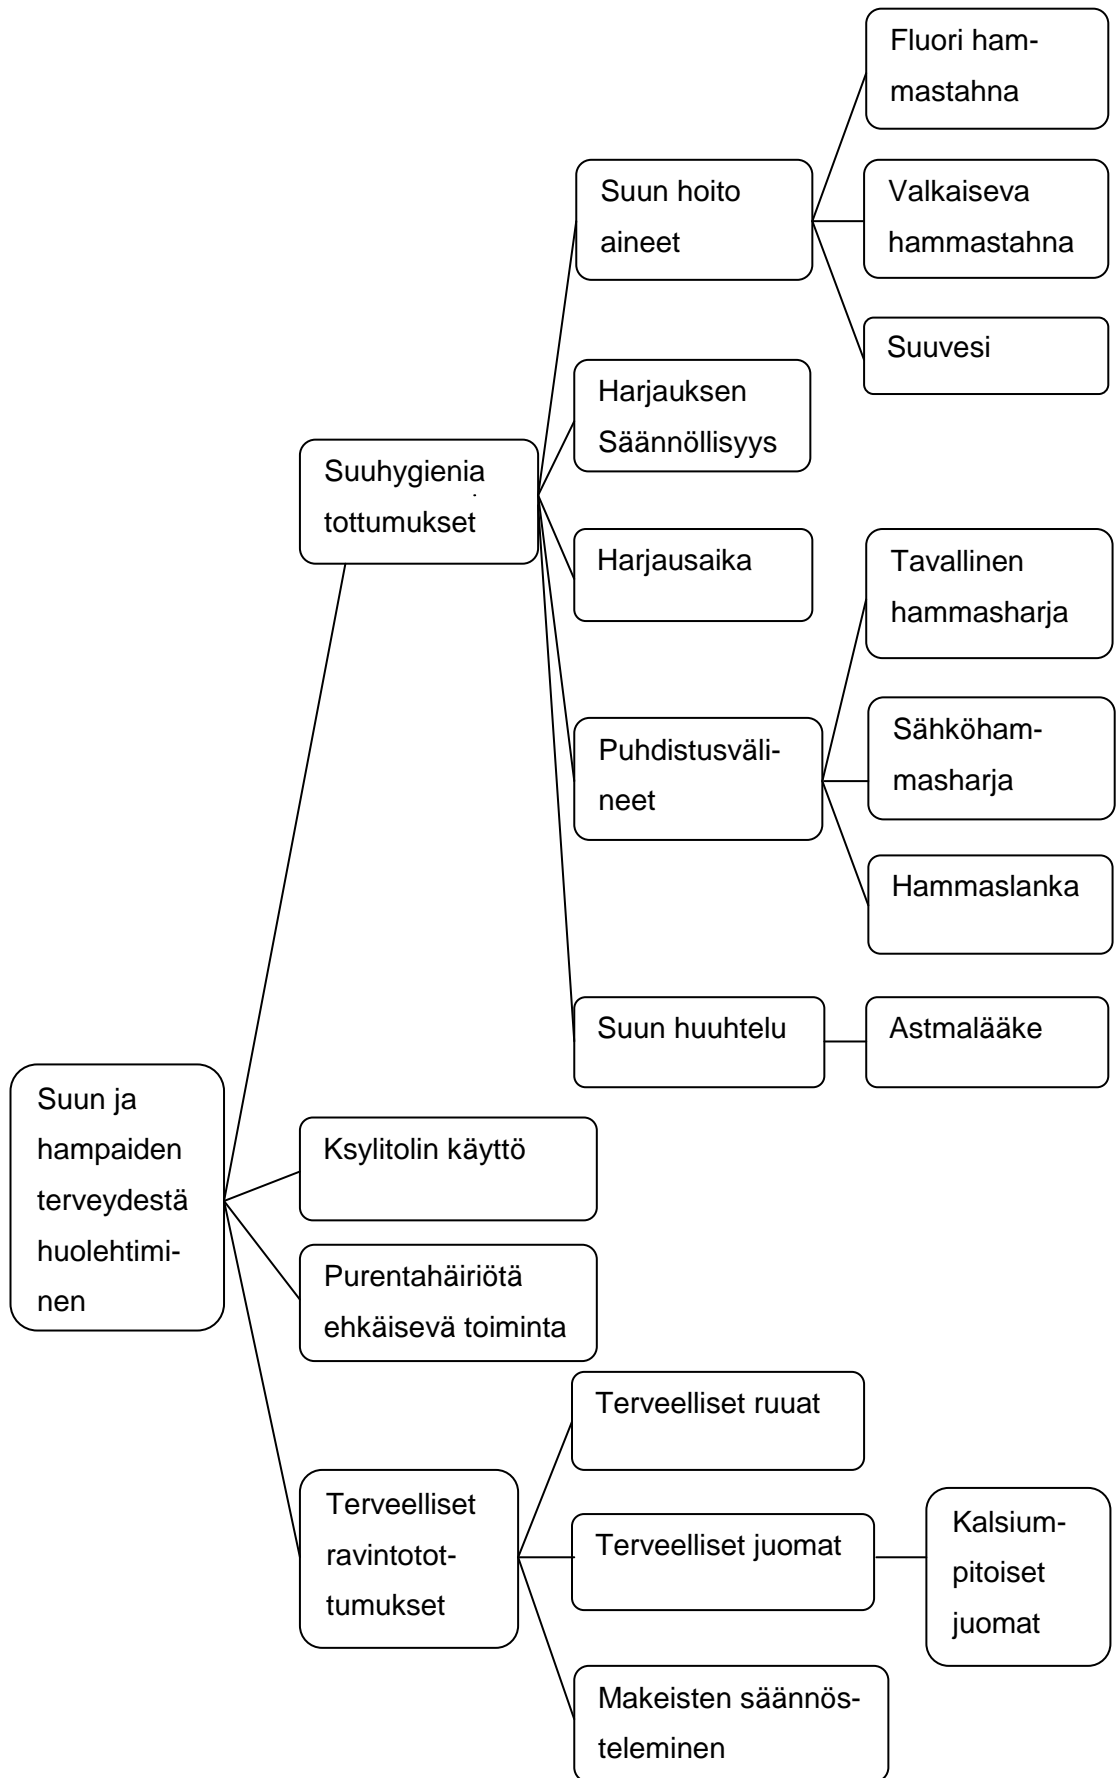 Fluori ham-
mastahna
Suun hoito
aineet
Valkaiseva
hammastahna
Suuvesi
Harjauksen
Säännöllisyys
Suuhygienia
tottumukset
Harjausaika
Tavallinen
hammasharja
Puhdistusväli-
neet
Sähköham-
masharja
Hammaslanka
Suun huuhtelu
Astmalääke
Suun ja
hampaiden
terveydestä
huolehtimi-
nen
Ksylitolin käyttö
Purentahäiriötä
ehkäisevä toiminta
Terveelliset
ravintotot-
tumukset
Terveelliset ruuat
Terveelliset juomat
Kalsium-
pitoiset
juomat
Makeisten säännös-
teleminen